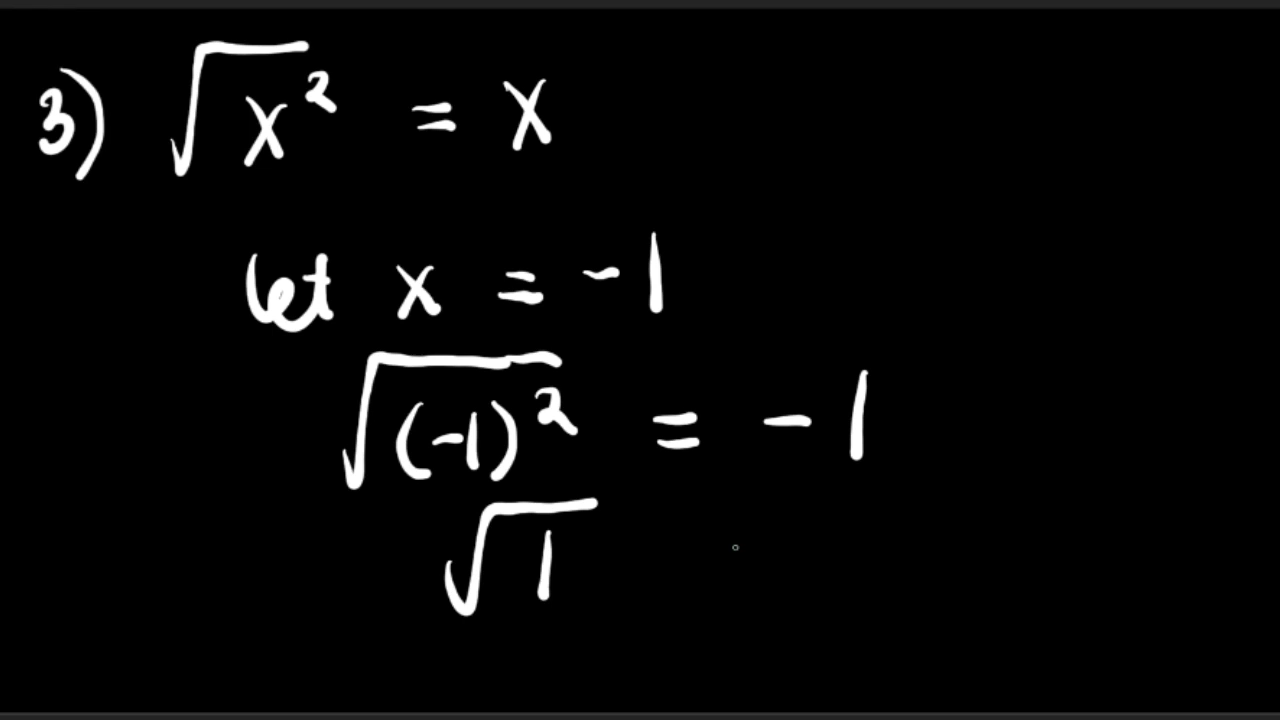 3) √x² = x
let x = -1
√(-1)² = -1
√1